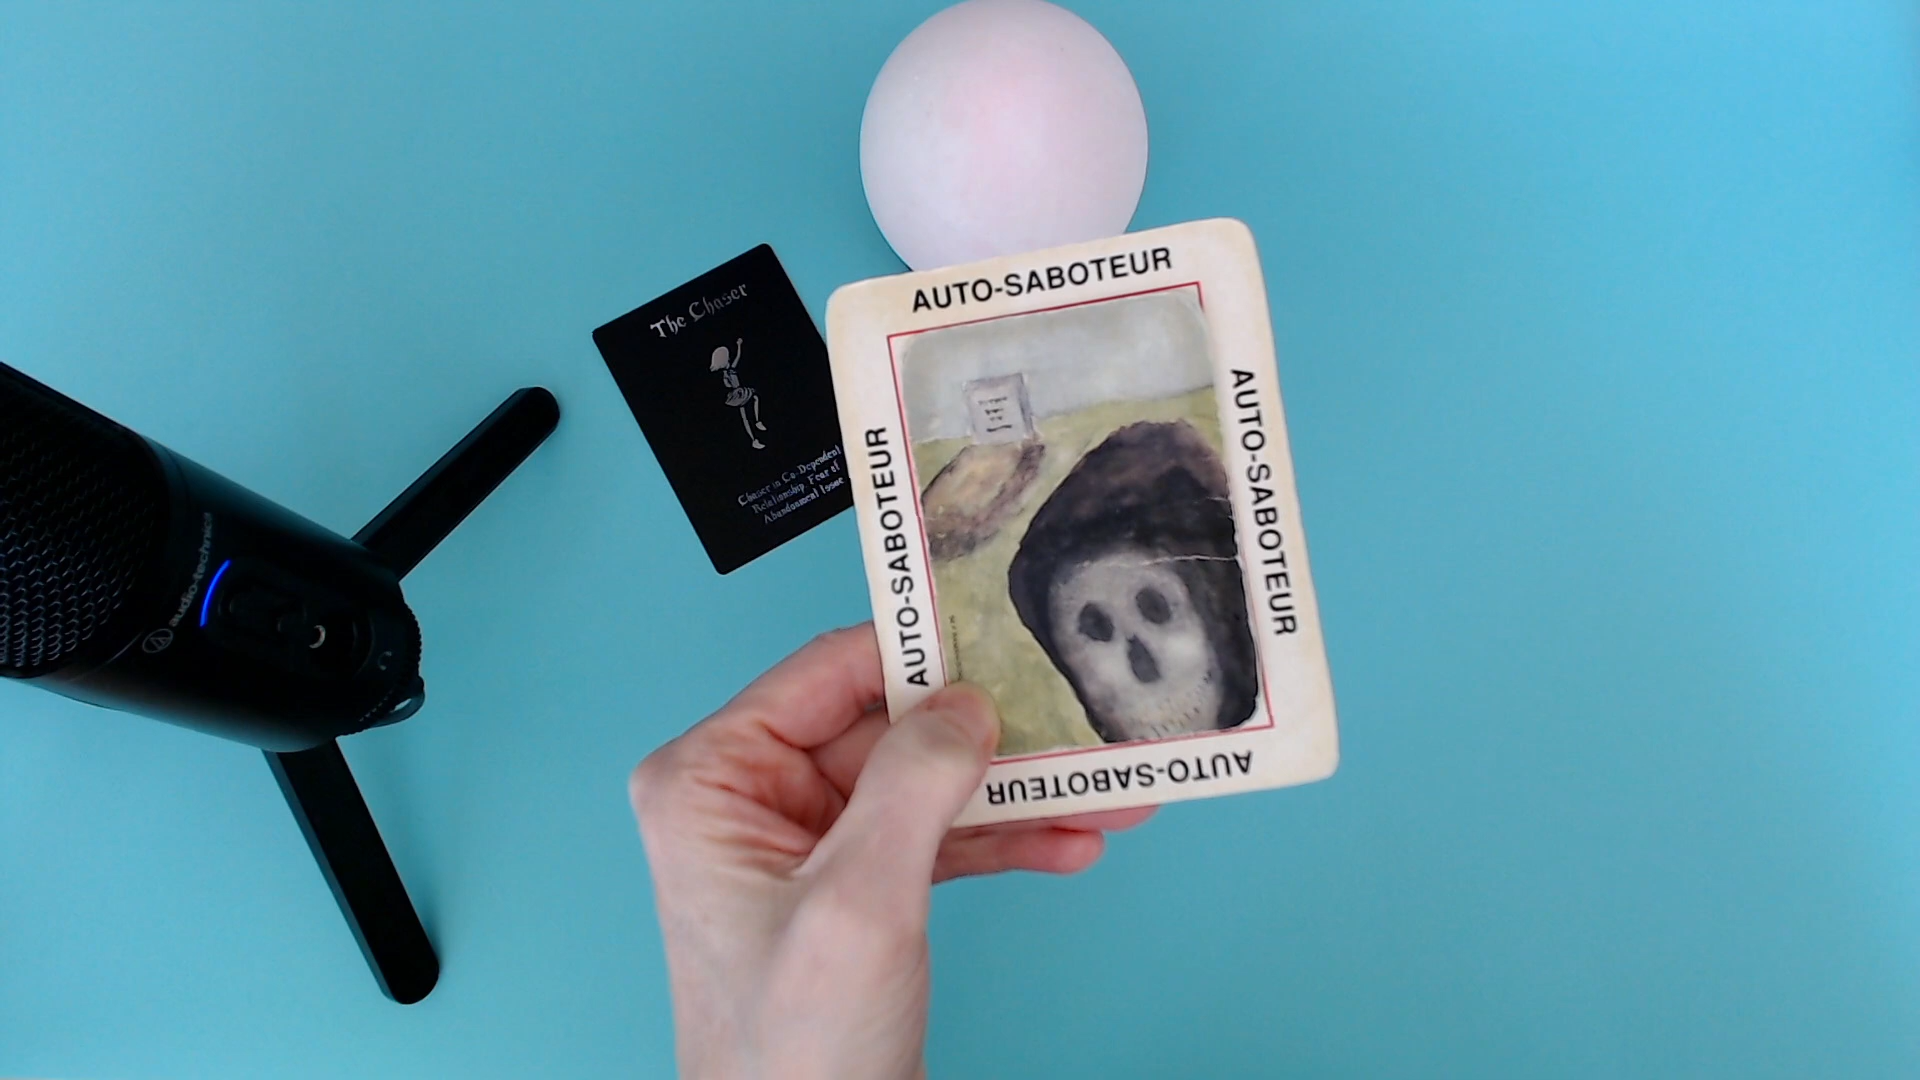 The Chaser
Chaser in Co-Dependent
Relationship. Fear of
Abandonment Issue
AUTO-SABOTEUR
AUTO-SABOTEUR
AUTO-SABOTEUR
AUTO-SABOTEUR
audio-technica